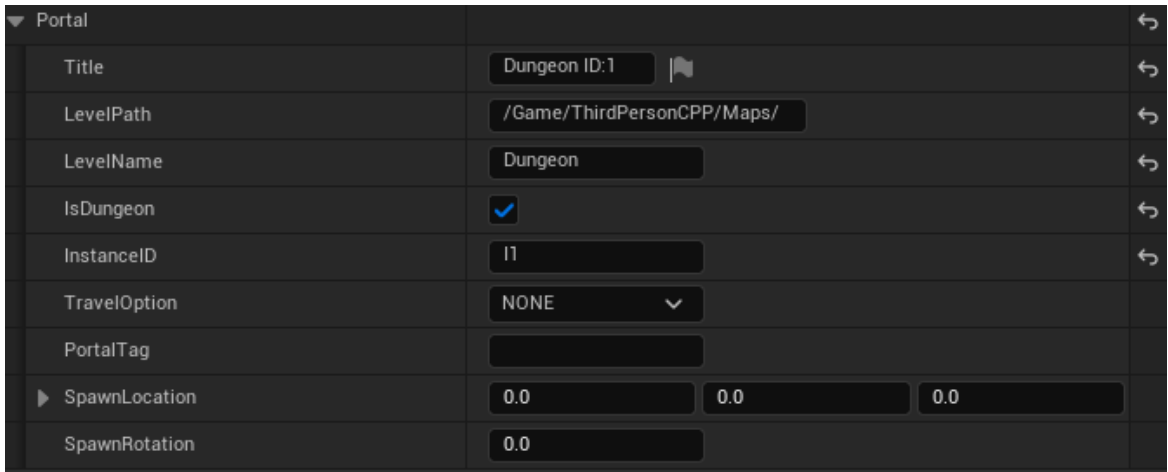 Portal
Title Dungeon ID:1
LevelPath /Game/ThirdPersonCPP/Maps/
LevelName Dungeon
IsDungeon
InstanceID I1
TravelOption NONE
PortalTag
SpawnLocation 0.0 0.0 0.0
SpawnRotation 0.0